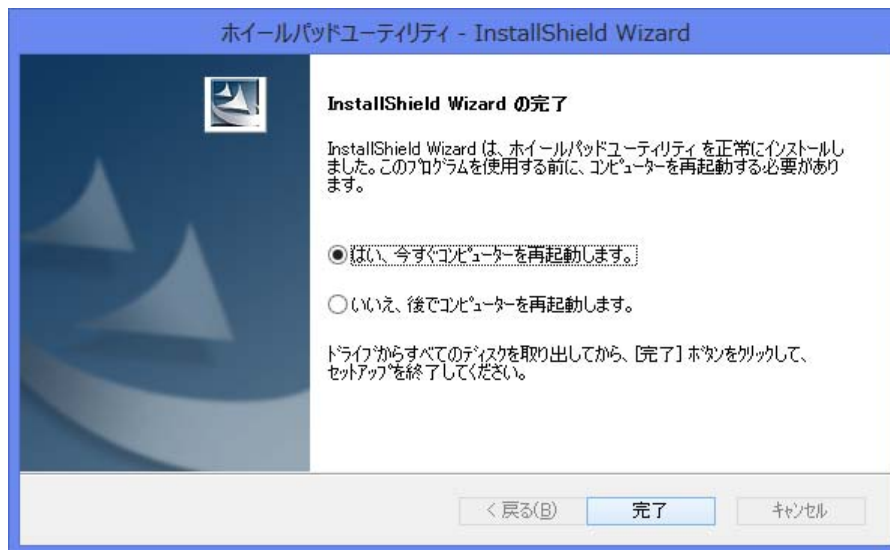 ホイールパッドユーティリティ - InstallShield Wizard
InstallShield Wizard の完了
InstallShield Wizard は、ホイールパッドユーティリティ を正常にインストールし
ました。このプログラムを使用する前に、コンピューターを再起動する必要があり
ます。
はい、今すぐコンピューターを再起動します。
いいえ、後でコンピューターを再起動します。
ドライブからすべてのディスクを取り出してから、[完了] ボタンをクリックして、
セットアップを終了してください。
< 戻る(B)
完了
キャンセル